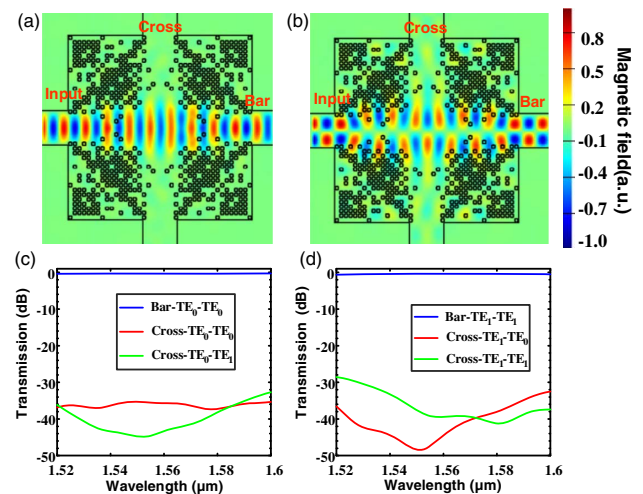 (a)
Cross
Input
Bar
Cross
(b)
Cross
Input
Bar
Cross
0.8
0.5
0.2
-0.1
-0.4
-0.7
-1.0
Magnetic field(a.u.)
(c)
0
-10
-20
-30
-40
-50
Transmission (dB)
Bar-TE₀-TE₀
Cross-TE₀-TE₀
Cross-TE₀-TE₁
1.52
1.54
1.56
1.58
1.6
Wavelength (μm)
(d)
0
-10
-20
-30
-40
-50
Transmission (dB)
Bar-TE₁-TE₁
Cross-TE₁-TE₀
Cross-TE₁-TE₁
1.52
1.54
1.56
1.58
1.6
Wavelength (μm)